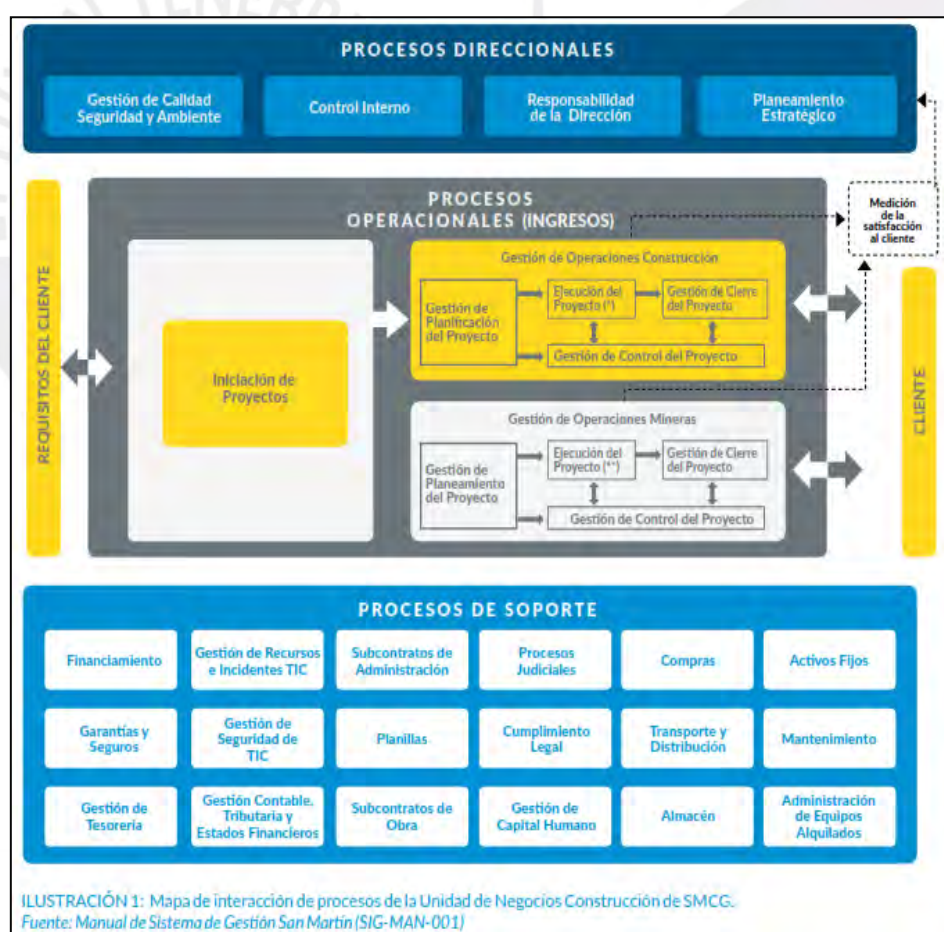 PROCESOS DIRECCIONALES
Gestión de Calidad
Seguridad y Ambiente
Control Interno
Responsabilidad
de la Dirección
Planeamiento
Estratégico
REQUISITOS DEL CLIENTE
PROCESOS
OPERACIONALES (INGRESOS)
Medición
de la
satisfacción
al cliente
Iniciación de
Proyectos
Gestión de Operaciones Construcción
Gestión de
Planificación
del Proyecto
Ejecución del
Proyecto (*)
Gestión de Cierre
del Proyecto
Gestión de Control del Proyecto
Gestión de Operaciones Mineras
Gestión de
Planeamiento
del Proyecto
Ejecución del
Proyecto (**)
Gestión de Cierre
del Proyecto
Gestión de Control del Proyecto
CLIENTE
PROCESOS DE SOPORTE
Financiamiento
Gestión de Recursos
e Incidentes TIC
Subcontratos de
Administración
Procesos
Judiciales
Compras
Activos Fijos
Garantías y
Seguros
Gestión de
Seguridad de
TIC
Planillas
Cumplimiento
Legal
Transporte y
Distribución
Mantenimiento
Gestión de
Tesorería
Gestión Contable,
Tributaria y
Estados Financieros
Subcontratos de
Obra
Gestión de
Capital Humano
Almacén
Administración
de Equipos
Alquilados
ILUSTRACIÓN 1: Mapa de interacción de procesos de la Unidad de Negocios Construcción de SMCG.
Fuente: Manual de Sistema de Gestión San Martín (SIG-MAN-001)